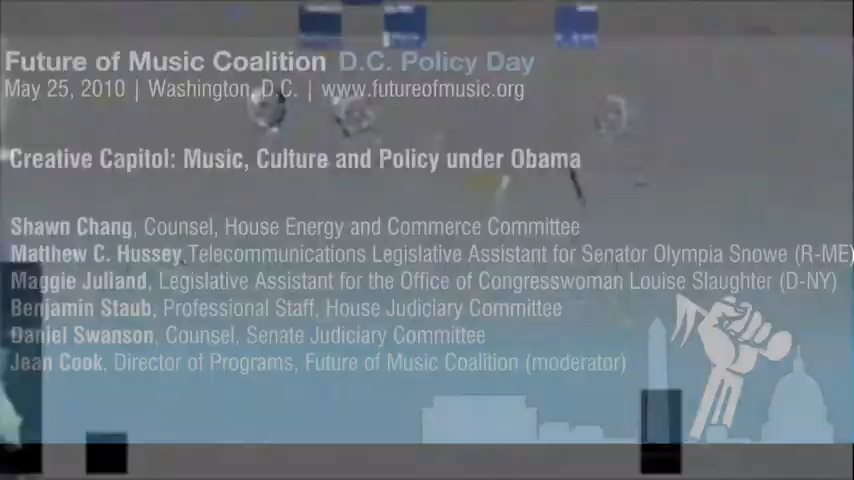 Future of Music Coalition D.C. Policy Day
May 25, 2010 | Washington, D.C. | www.futureofmusic.org
Creative Capitol: Music, Culture and Policy under Obama
Shawn Chang, Counsel, House Energy and Commerce Committee
Matthew C. Hussey Telecommunications Legislative Assistant for Senator Olympia Snowe (R-ME)
Maggie Juliand, Legislative Assistant for the Office of Congresswoman Louise Slaughter (D-NY)
Benjamin Staub, Professional Staff, House Judiciary Committee
Daniel Swanson, Counsel, Senate Judiciary Committee
Jean Cook, Director of Programs, Future of Music Coalition (moderator)